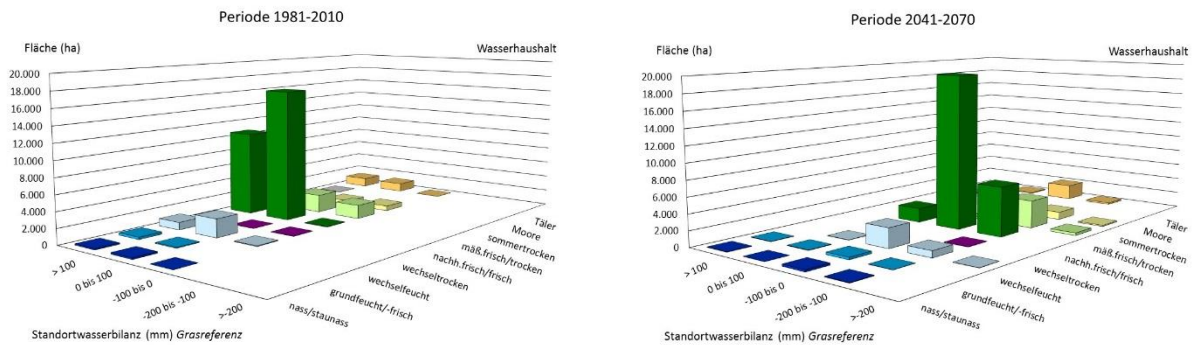 Periode 1981-2010
Fläche (ha)
Wasserhaushalt
20.000
18.000
16.000
14.000
12.000
10.000
8.000
6.000
4.000
2.000
0
> 100
0 bis 100
-100 bis 0
-200 bis -100
>-200
Täler
Moore
sommertrocken
mäß.frisch/trocken
nachh.frisch/frisch
wechseltrocken
wechselfeucht
grundfeucht/-frisch
nass/staunass
Standortwasserbilanz (mm) Grasreferenz
Periode 2041-2070
Fläche (ha)
Wasserhaushalt
20.000
18.000
16.000
14.000
12.000
10.000
8.000
6.000
4.000
2.000
0
> 100
0 bis 100
-100 bis 0
-200 bis -100
>-200
Täler
Moore
sommertrocken
mäß.frisch/trocken
nachh.frisch/frisch
wechseltrocken
wechselfeucht
grundfeucht/-frisch
nass/staunass
Standortwasserbilanz (mm) Grasreferenz